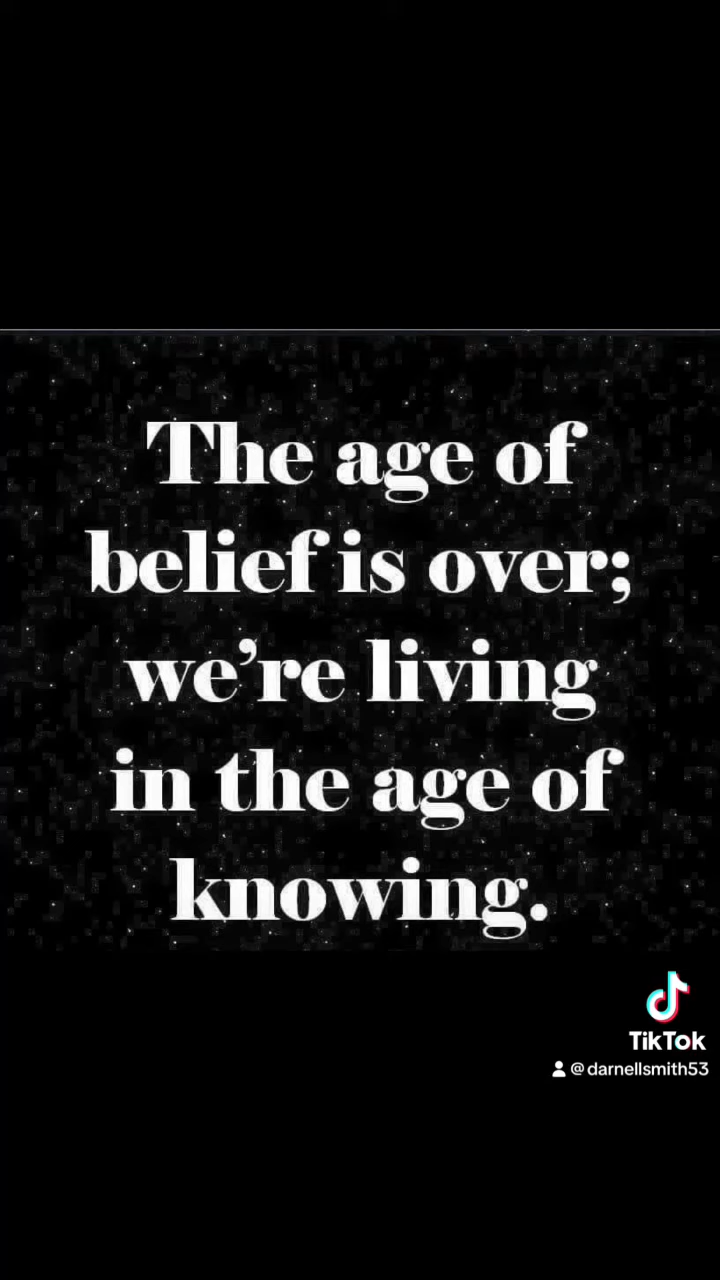 The age of
belief is over;
we’re living
in the age of
knowing.
TikTok
@darnellsmith53